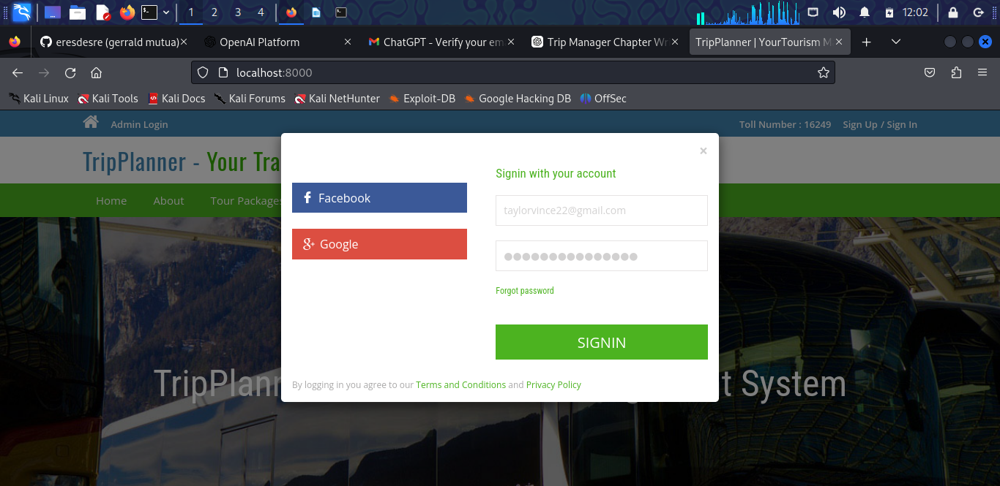 1 2 3 4 12:02
eresdesre (gerrald mutua) OpenAI Platform ChatGPT - Verify your em Trip Manager Chapter Wr TripPlanner | YourTourism M
localhost:8000
Kali Linux Kali Tools Kali Docs Kali Forums Kali NetHunter Exploit-DB Google Hacking DB OffSec
Admin Login Toll Number : 16249 Sign Up / Sign In
TripPlanner - Your Tra
Home About Tour Packages
×
Signin with your account
Facebook
taylorvince22@gmail.com
Google
Forgot password
SIGNIN
TripPlann t System
By logging in you agree to our Terms and Conditions and Privacy Policy